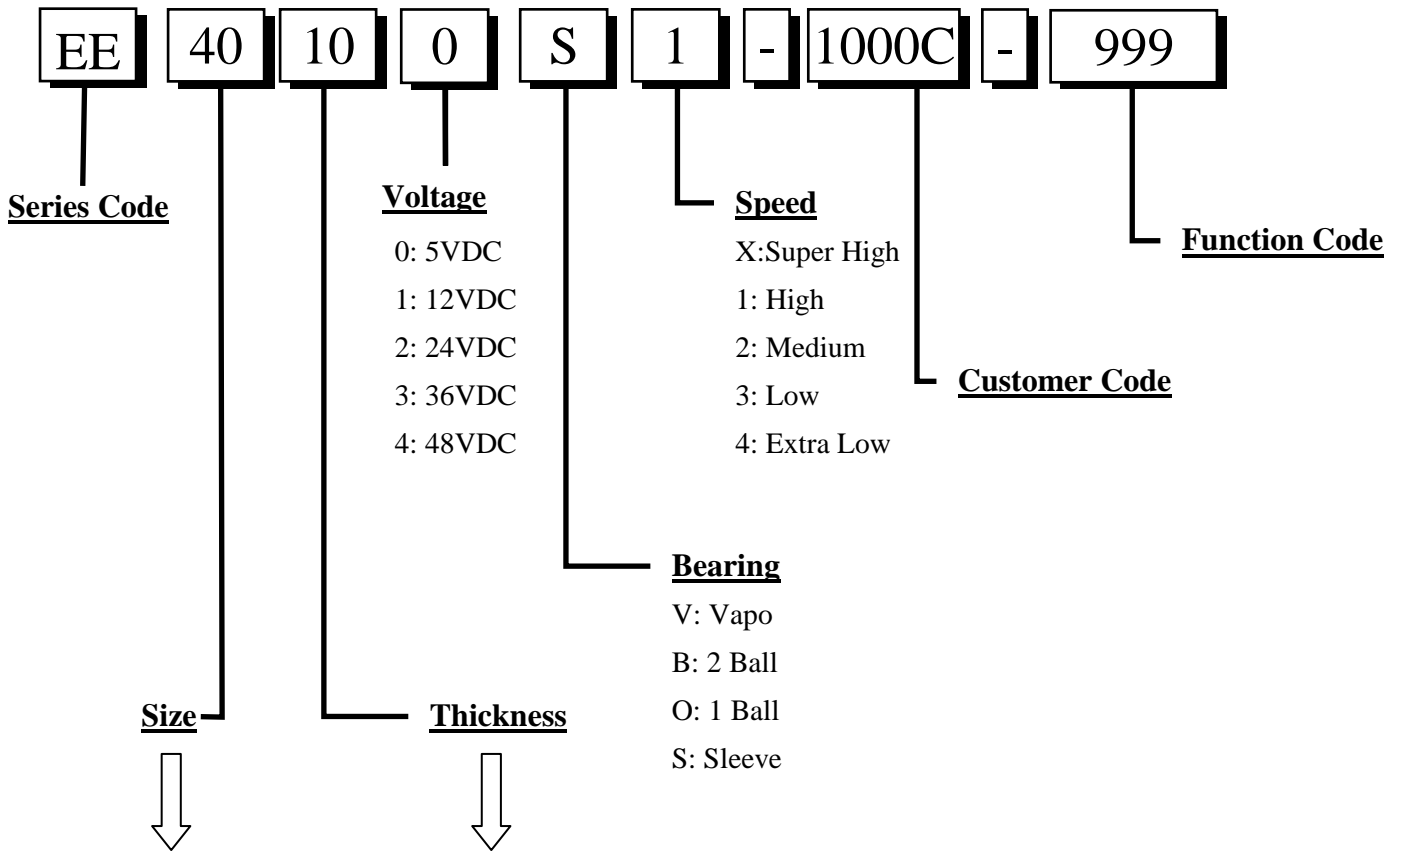 EE 40 10 0 S 1 - 1000C - 999
Series Code
Voltage
0: 5VDC
1: 12VDC
2: 24VDC
3: 36VDC
4: 48VDC
Speed
X:Super High
1: High
2: Medium
3: Low
4: Extra Low
Function Code
Customer Code
Bearing
V: Vapo
B: 2 Ball
O: 1 Ball
S: Sleeve
Size
Thickness